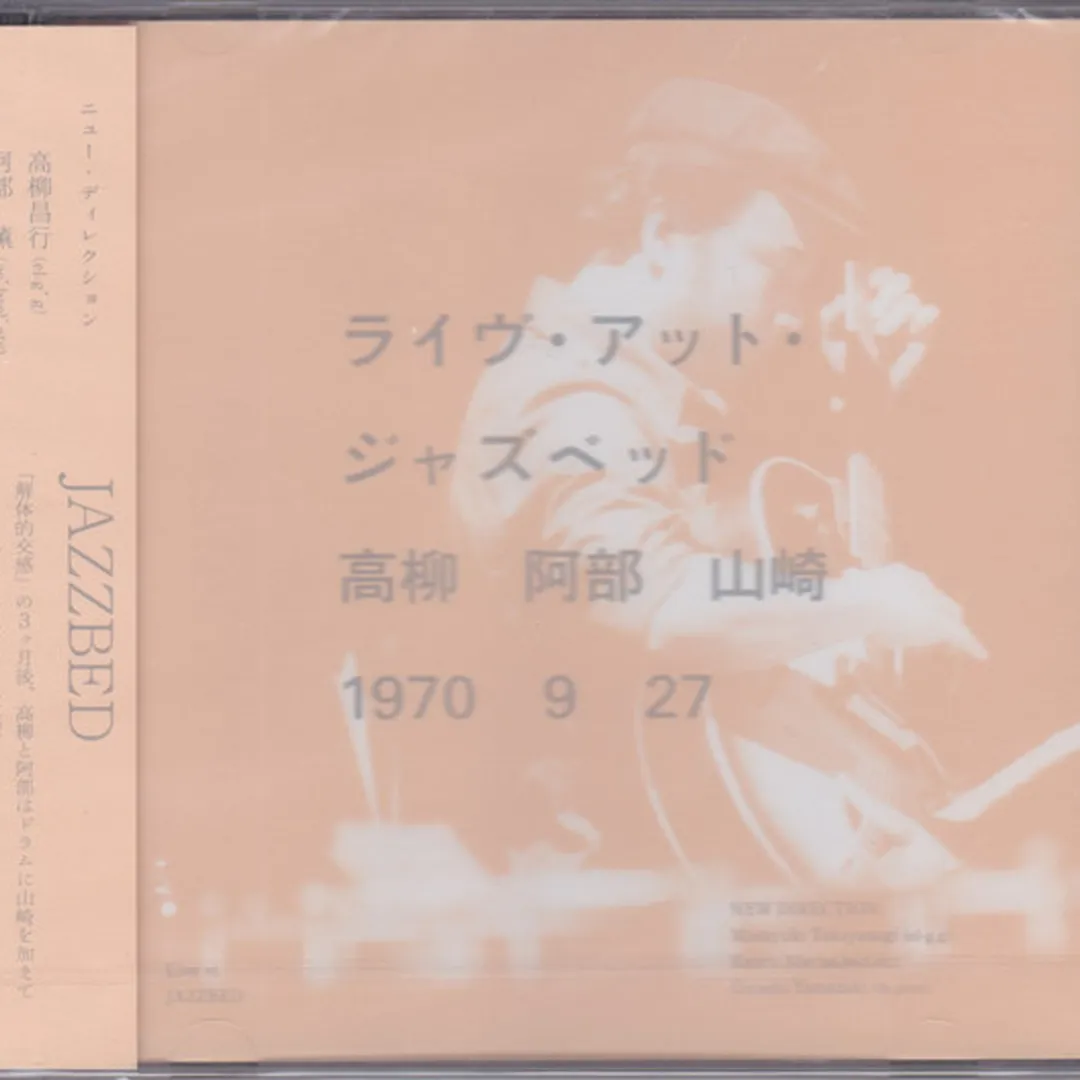 ニュー・ディレクション
高柳昌行
JAZZBED
「解体的交感」の3ヶ月後、高柳と阿部はドラムに山崎を加えて
ライヴ・アット・
ジャズベッド
高柳　阿部　山崎
1970　9　27
NEW DIRECTION
Live at
JAZZBED